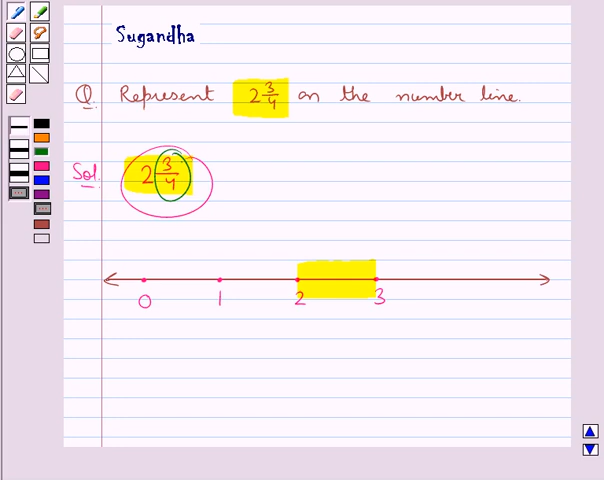 Sugandha
Q. Represent 2 3/4 on the number line.
Sol. 2 3/4
0 1 2 3